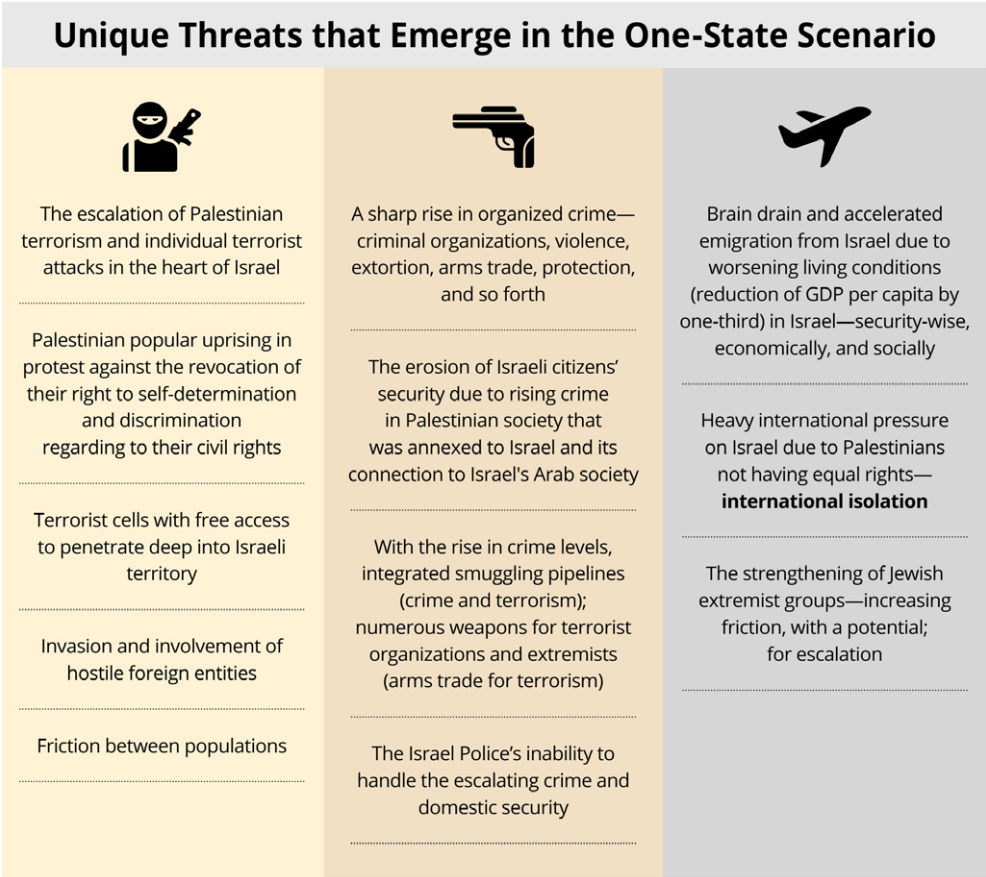 Unique Threats that Emerge in the One-State Scenario
The escalation of Palestinian
terrorism and individual terrorist
attacks in the heart of Israel
Palestinian popular uprising in
protest against the revocation of
their right to self-determination
and discrimination
regarding to their civil rights
Terrorist cells with free access
to penetrate deep into Israeli
territory
Invasion and involvement of
hostile foreign entities
Friction between populations
A sharp rise in organized crime—
criminal organizations, violence,
extortion, arms trade, protection,
and so forth
The erosion of Israeli citizens’
security due to rising crime
in Palestinian society that
was annexed to Israel and its
connection to Israel's Arab society
With the rise in crime levels,
integrated smuggling pipelines
(crime and terrorism);
numerous weapons for terrorist
organizations and extremists
(arms trade for terrorism)
The Israel Police’s inability to
handle the escalating crime and
domestic security
Brain drain and accelerated
emigration from Israel due to
worsening living conditions
(reduction of GDP per capita by
one-third) in Israel—security-wise,
economically, and socially
Heavy international pressure
on Israel due to Palestinians
not having equal rights—
international isolation
The strengthening of Jewish
extremist groups—increasing
friction, with a potential;
for escalation